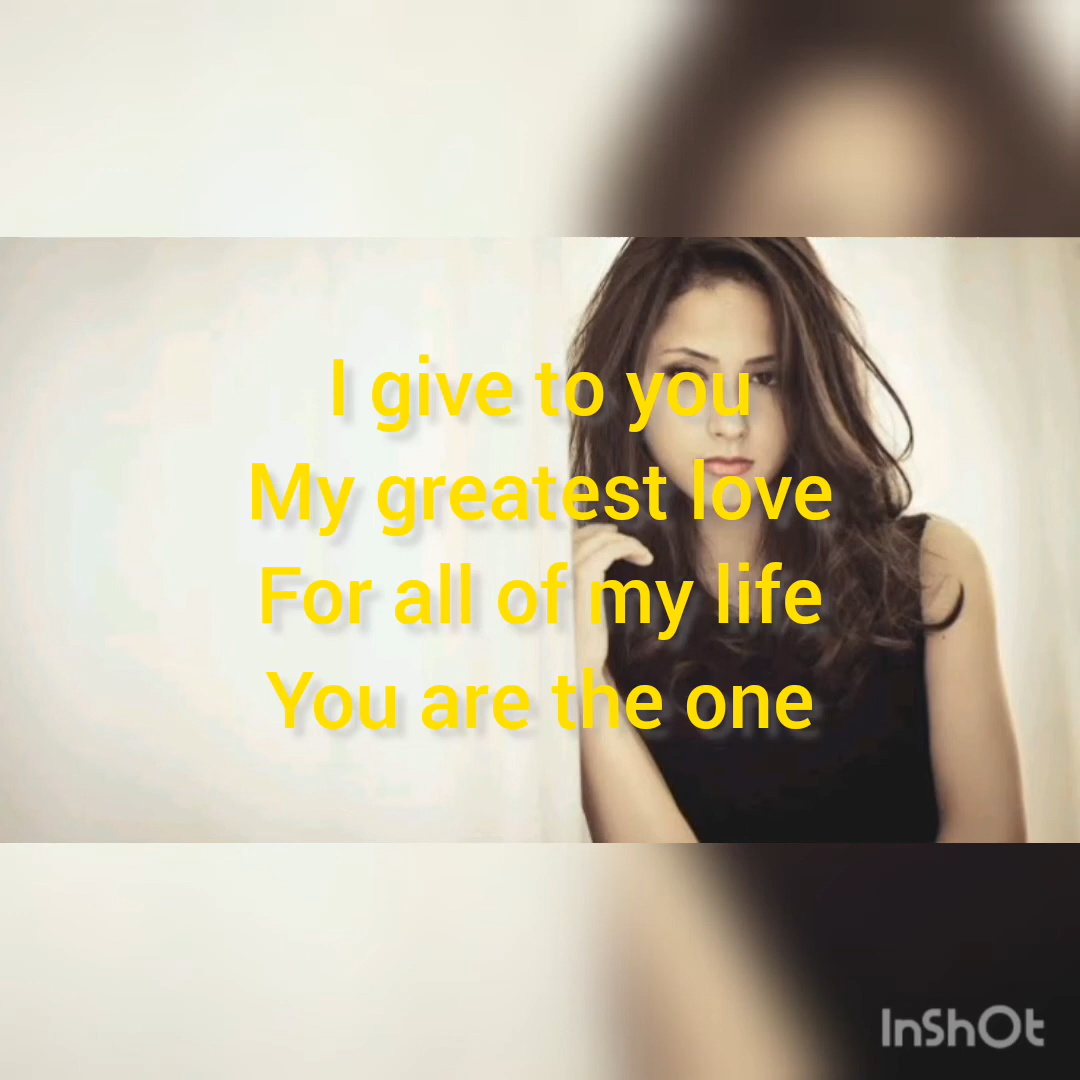 I give to you
My greatest love
For all of my life
You are the one
InShOt